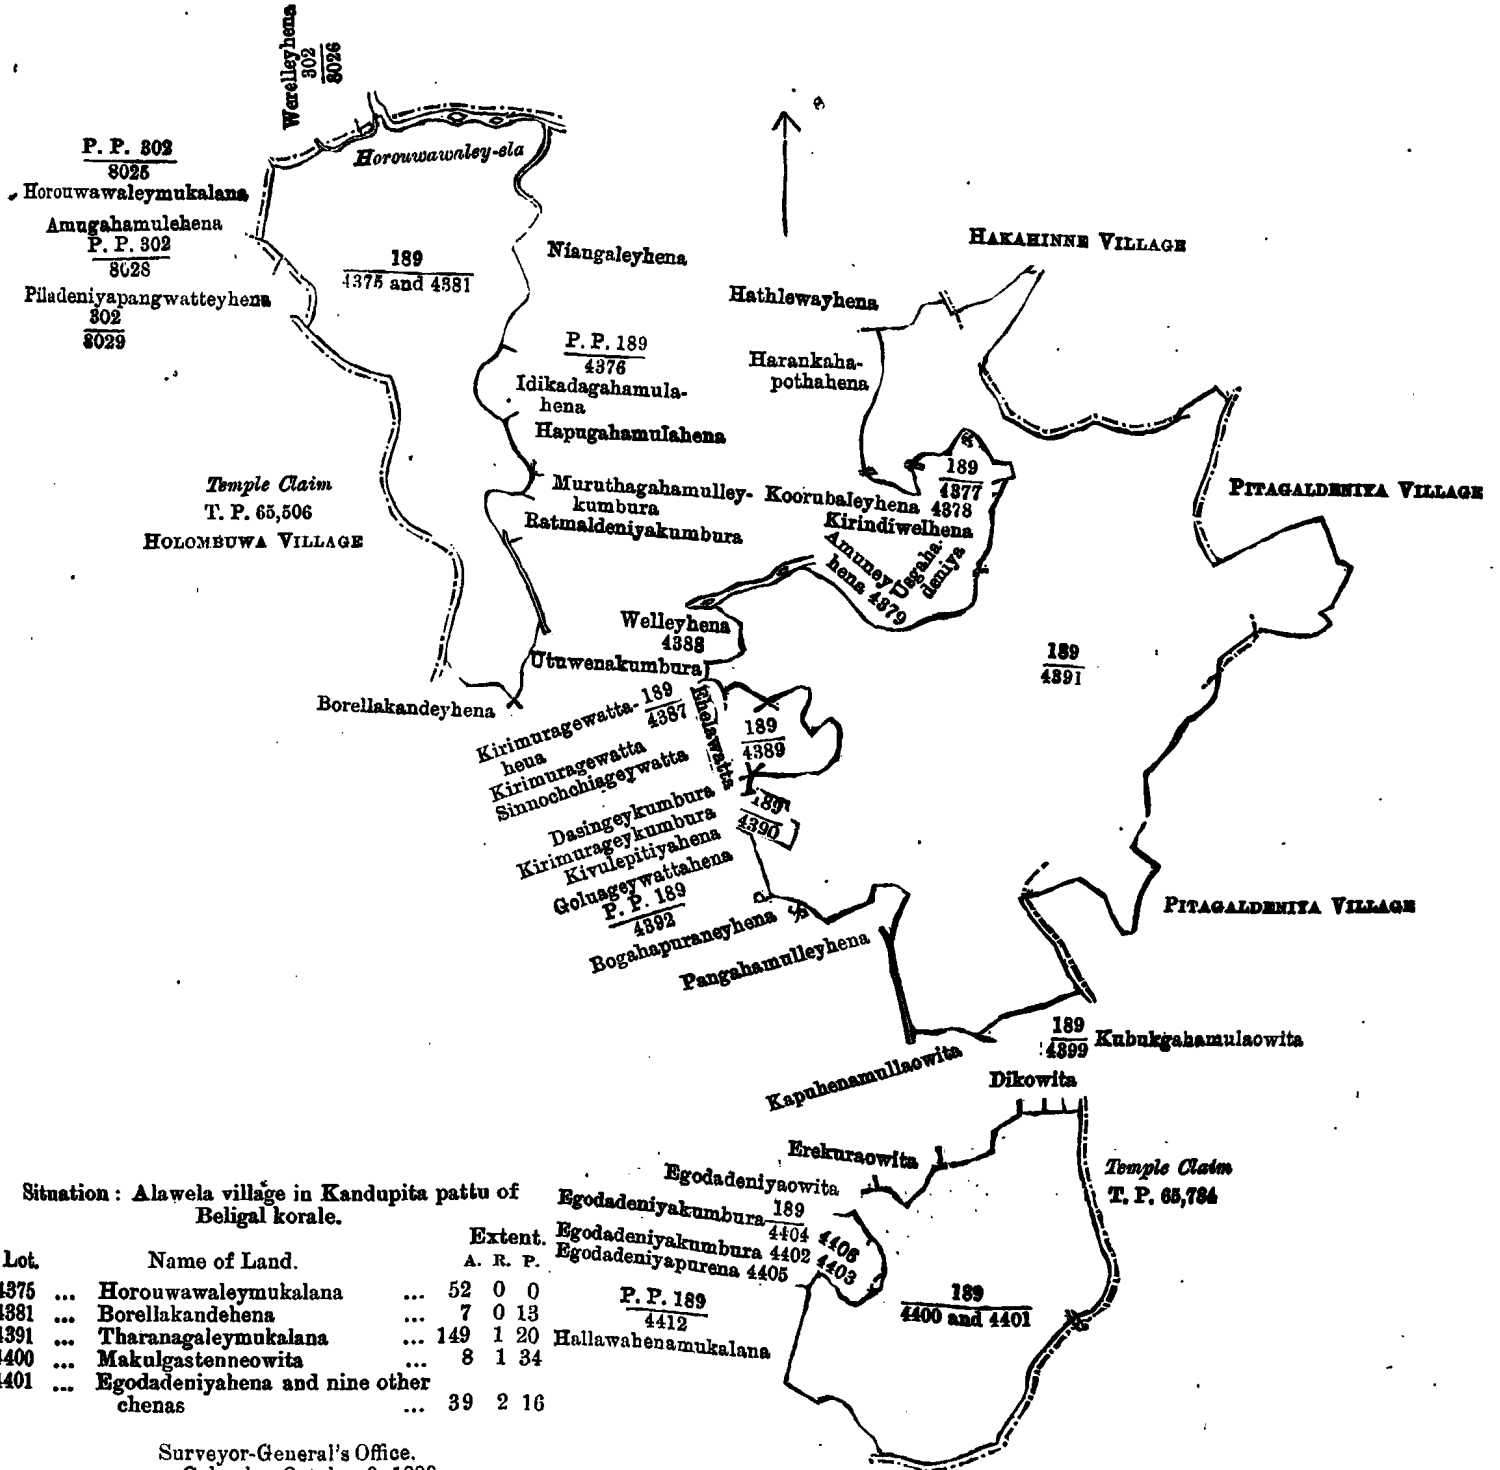 Werelleyhena
302
8026
P. P. 302
8025
Horouwawaleymukalana
Amugahamulehena
P. P. 302
8028
Piladeniyapangwatteyhena
302
8029
Horouwawaley-ela
189
4375 and 4381
Niangaleyhena
P. P. 189
4376
Idikadagahamula-
hena
Hapugahamulahena
Muruthagahamulley-
kumbura
Ratmaldeniyakumbura
Temple Claim
T. P. 65,506
HOLOMBUWA VILLAGE
Borellakandeyhena
HAKAHINNE VILLAGE
Hathlewayhena
Harankaha-
pothahena
189
4377
Koorubaleyhena 4378
Kirindiwelhena
Amuney
hena 4379
Usgaha-
deniya
PITAGALDENIYA VILLAGE
Welleyhena
4388
Utuwenakumbura
189
4391
Kirimuragewatta-
hena
189
4387
Ehelawatta
189
4389
Kirimuragewatta
Sinnochchiageywatta
Dasingeykumbura
Kirimurageykumbura
Kivulepitiyahena
Goluageywattahena
189
4390
P. P. 189
4392
Bogahapuraneyhena
Pangahamulleyhena
PITAGALDENIYA VILLAGE
189
4399
Kubukgahamulaowita
Kapuhenamullaowita
Dikowita
Erekuraowita
Egodadeniyaowita
Temple Claim
T. P. 65,784
Egodadeniyakumbura 189
4404 4406
Egodadeniyakumbura 4402 4403
Egodadeniyapurena 4405
P. P. 189
4412
Hallawahenamukalana
189
4400 and 4401
Situation : Alawela village in Kandupita pattu of
Beligal korale.
Extent.
Lot. Name of Land. A. R. P.
4375 ... Horouwawaleymukalana ... 52 0 0
4381 ... Borellakandehena ... 7 0 13
4391 ... Tharanagaleymukalana ... 149 1 20
4400 ... Makulgastenneowita ... 8 1 34
4401 ... Egodadeniyahena and nine other
chenas ... 39 2 16
Surveyor-General's Office.